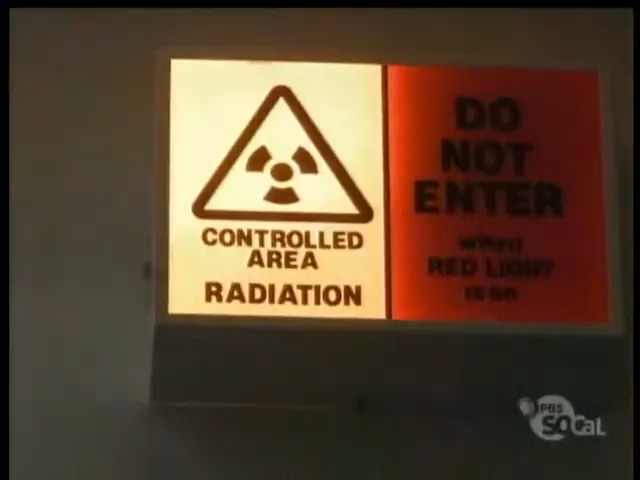 CONTROLLED
AREA
RADIATION
DO
NOT
ENTER
when
RED LIGHT
is on
PBS
SOCaL